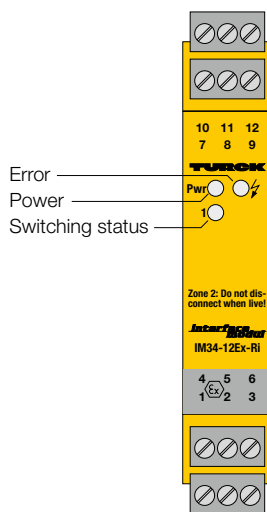 10 11 12
7 8 9
TURCK
Error
Pwr
Power
Switching status
1
Zone 2: Do not dis-
connect when live!
Interface
Modul
IM34-12Ex-Ri
4 5 6
Ex
1 2 3